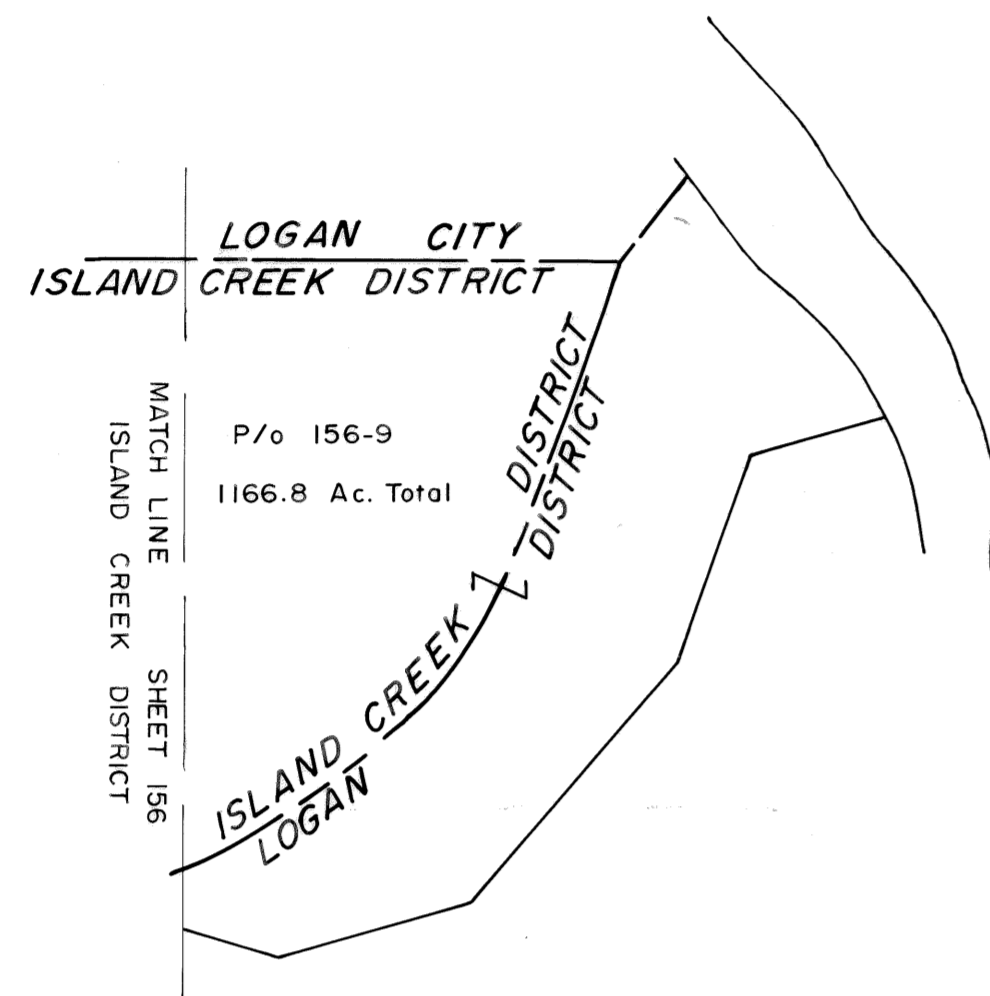 LOGAN CITY
ISLAND CREEK DISTRICT
MATCH LINE SHEET 156
ISLAND CREEK DISTRICT
P/o 156-9
1166.8 Ac. Total
ISLAND CREEK DISTRICT
LOGAN DISTRICT